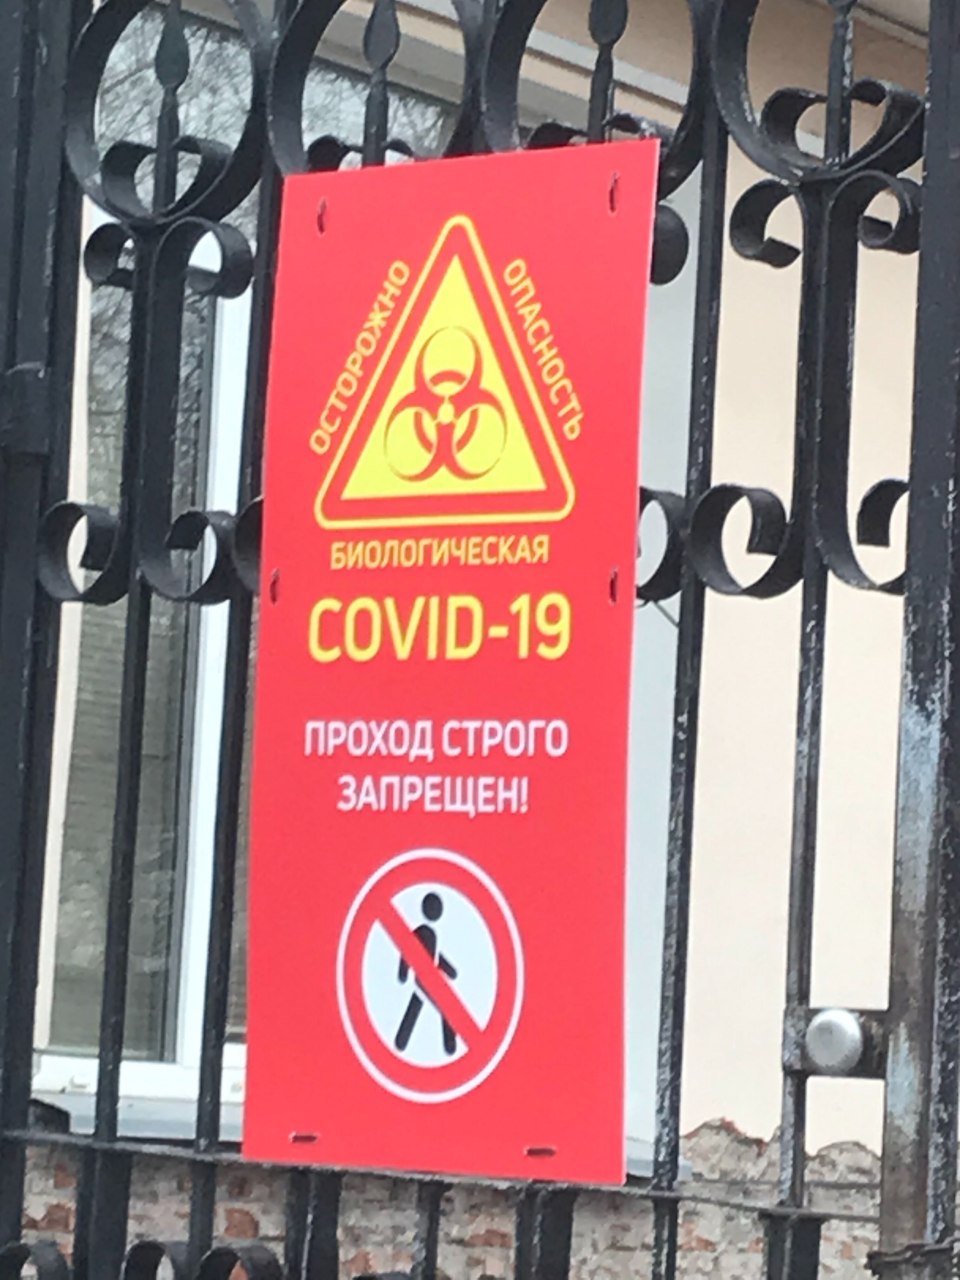 ОСТОРОЖНО
ОПАСНОСТЬ
БИОЛОГИЧЕСКАЯ
COVID-19
ПРОХОД СТРОГО
ЗАПРЕЩЕН!